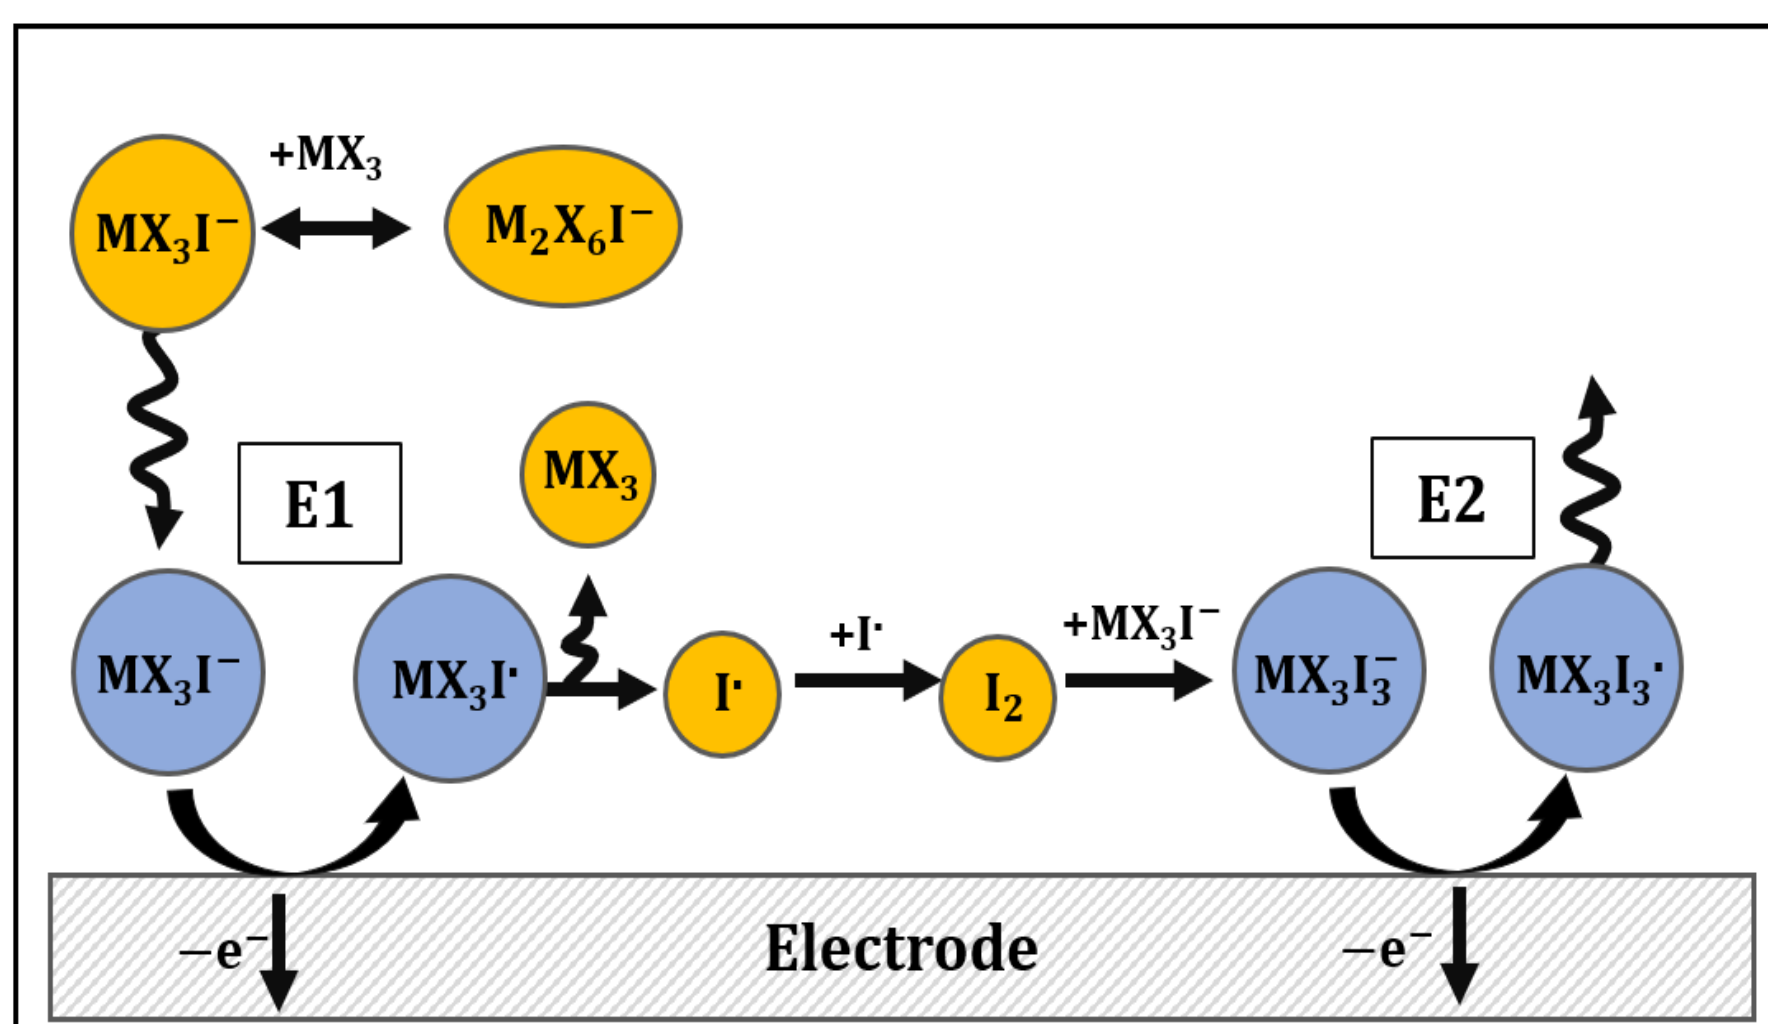 +MX₃
MX₃I⁻
M₂X₆I⁻
E1
MX₃
E2
MX₃I⁻
MX₃I·
I·
+I·
I₂
+MX₃I⁻
MX₃I₃⁻
MX₃I₃·
−e⁻
Electrode
−e⁻